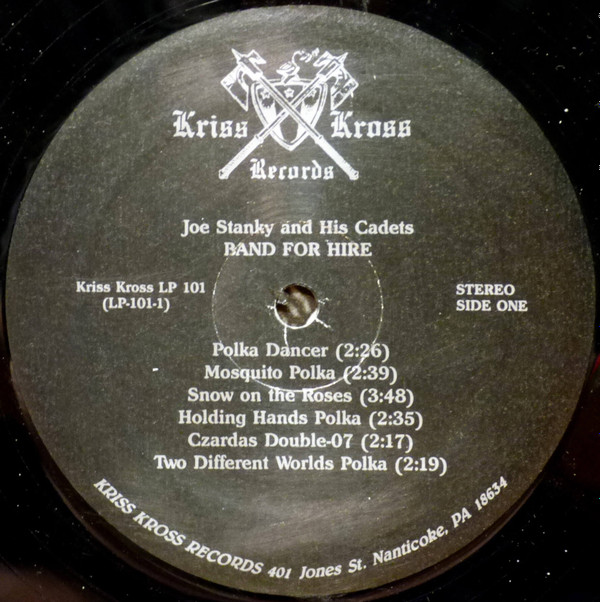 Kriss Kross
Records
Joe Stanky and His Cadets
BAND FOR HIRE
Kriss Kross LP 101
(LP-101-1)
STEREO
SIDE ONE
Polka Dancer (2:26)
Mosquito Polka (2:39)
Snow on the Roses (3:48)
Holding Hands Polka (2:35)
Czardas Double-07 (2:17)
Two Different Worlds Polka (2:19)
KRISS KROSS RECORDS 401 Jones St. Nanticoke, PA 18634